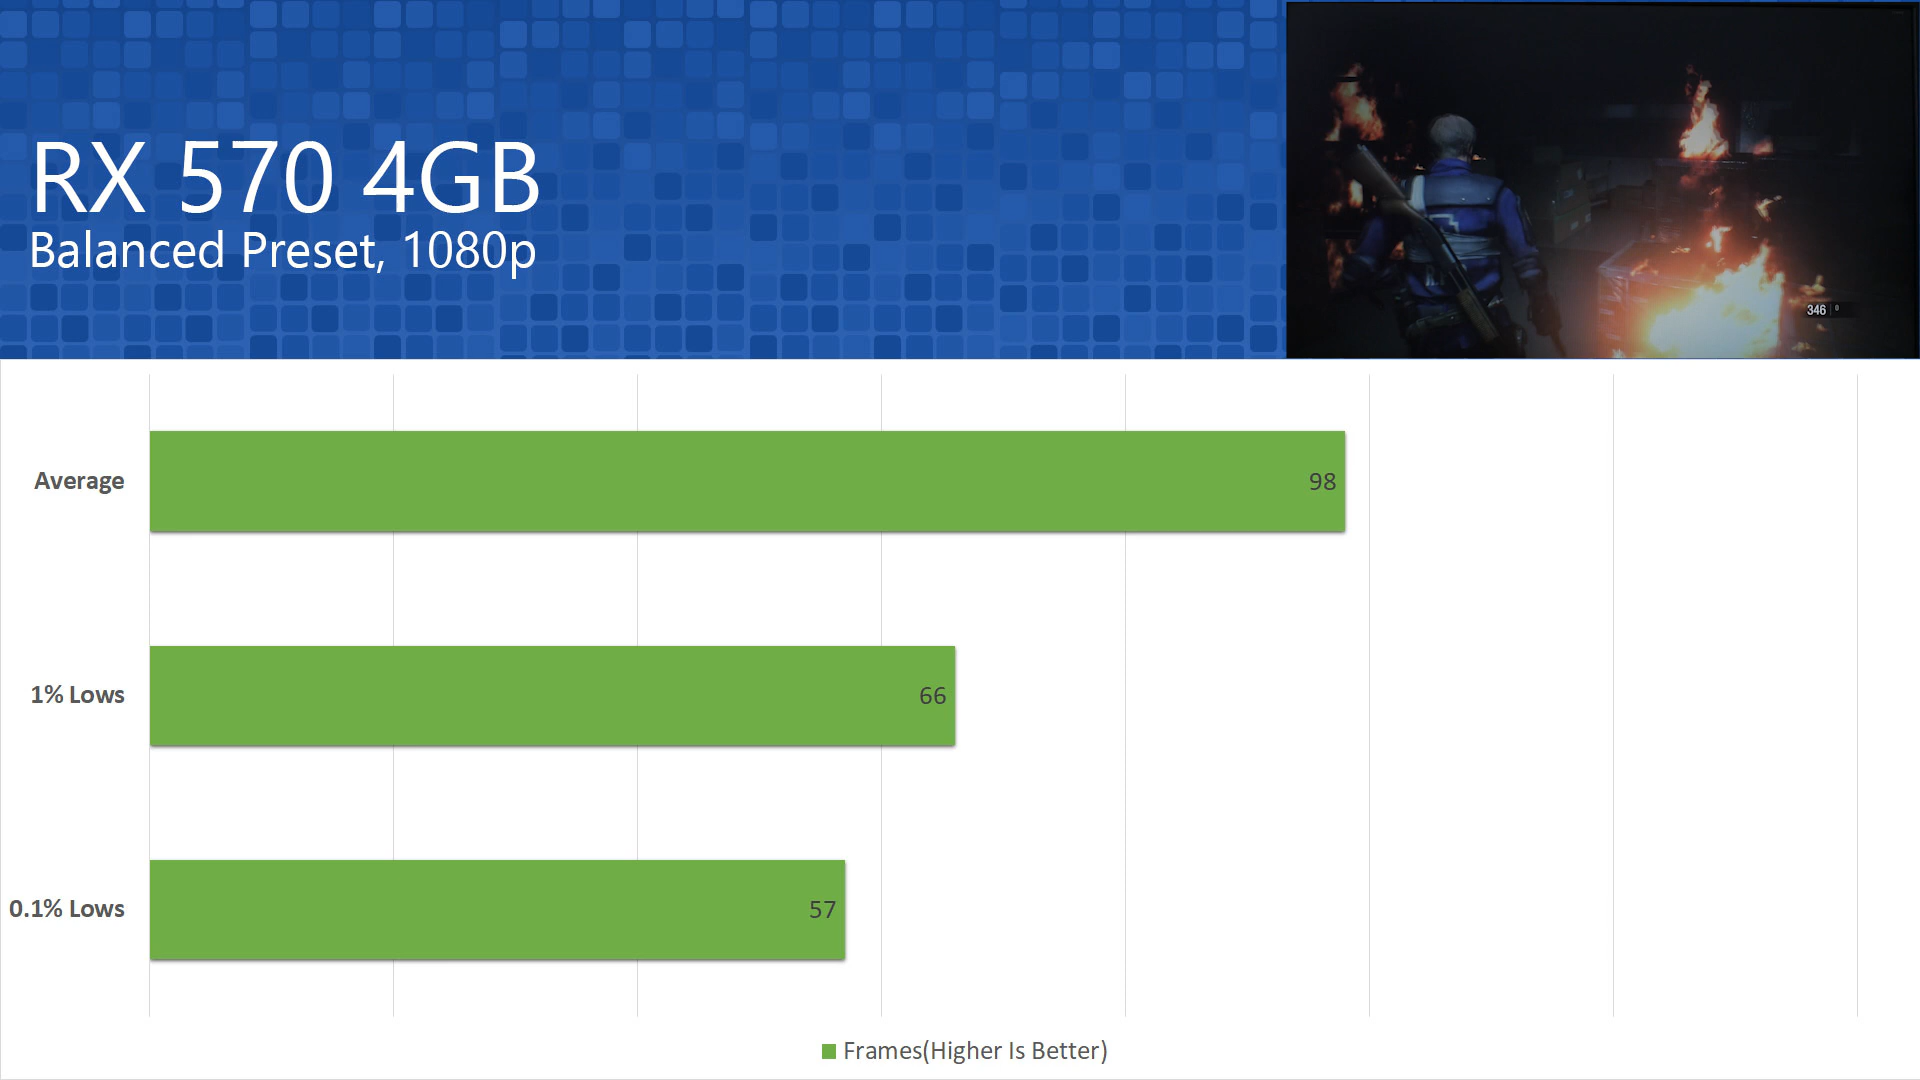 RX 570 4GB
Balanced Preset, 1080p
346 0
Average
98
1% Lows
66
0.1% Lows
57
Frames(Higher Is Better)